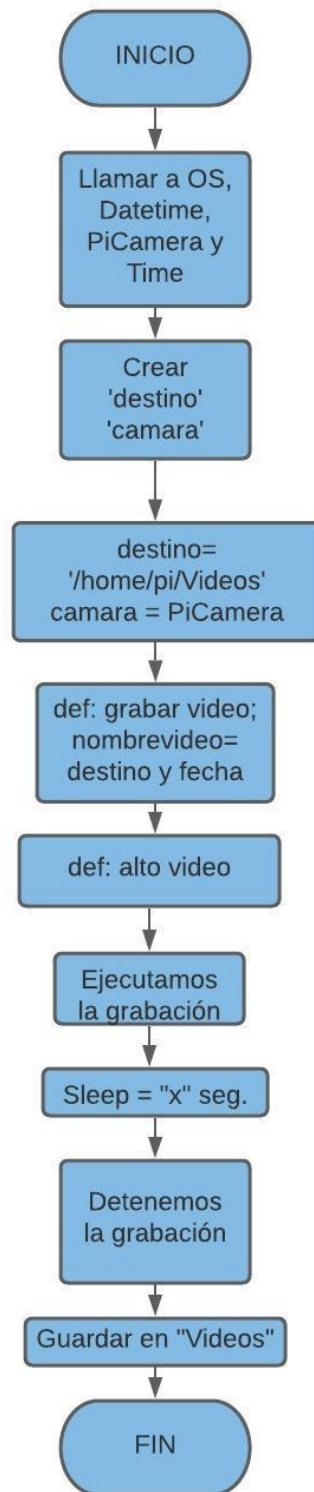 INICIO
Llamar a OS,
Datetime,
PiCamera y
Time
Crear
'destino'
'camara'
destino=
'/home/pi/Videos'
camara = PiCamera
def: grabar video;
nombrevideo=
destino y fecha
def: alto video
Ejecutamos
la grabación
Sleep = "x" seg.
Detenemos
la grabación
Guardar en "Videos"
FIN